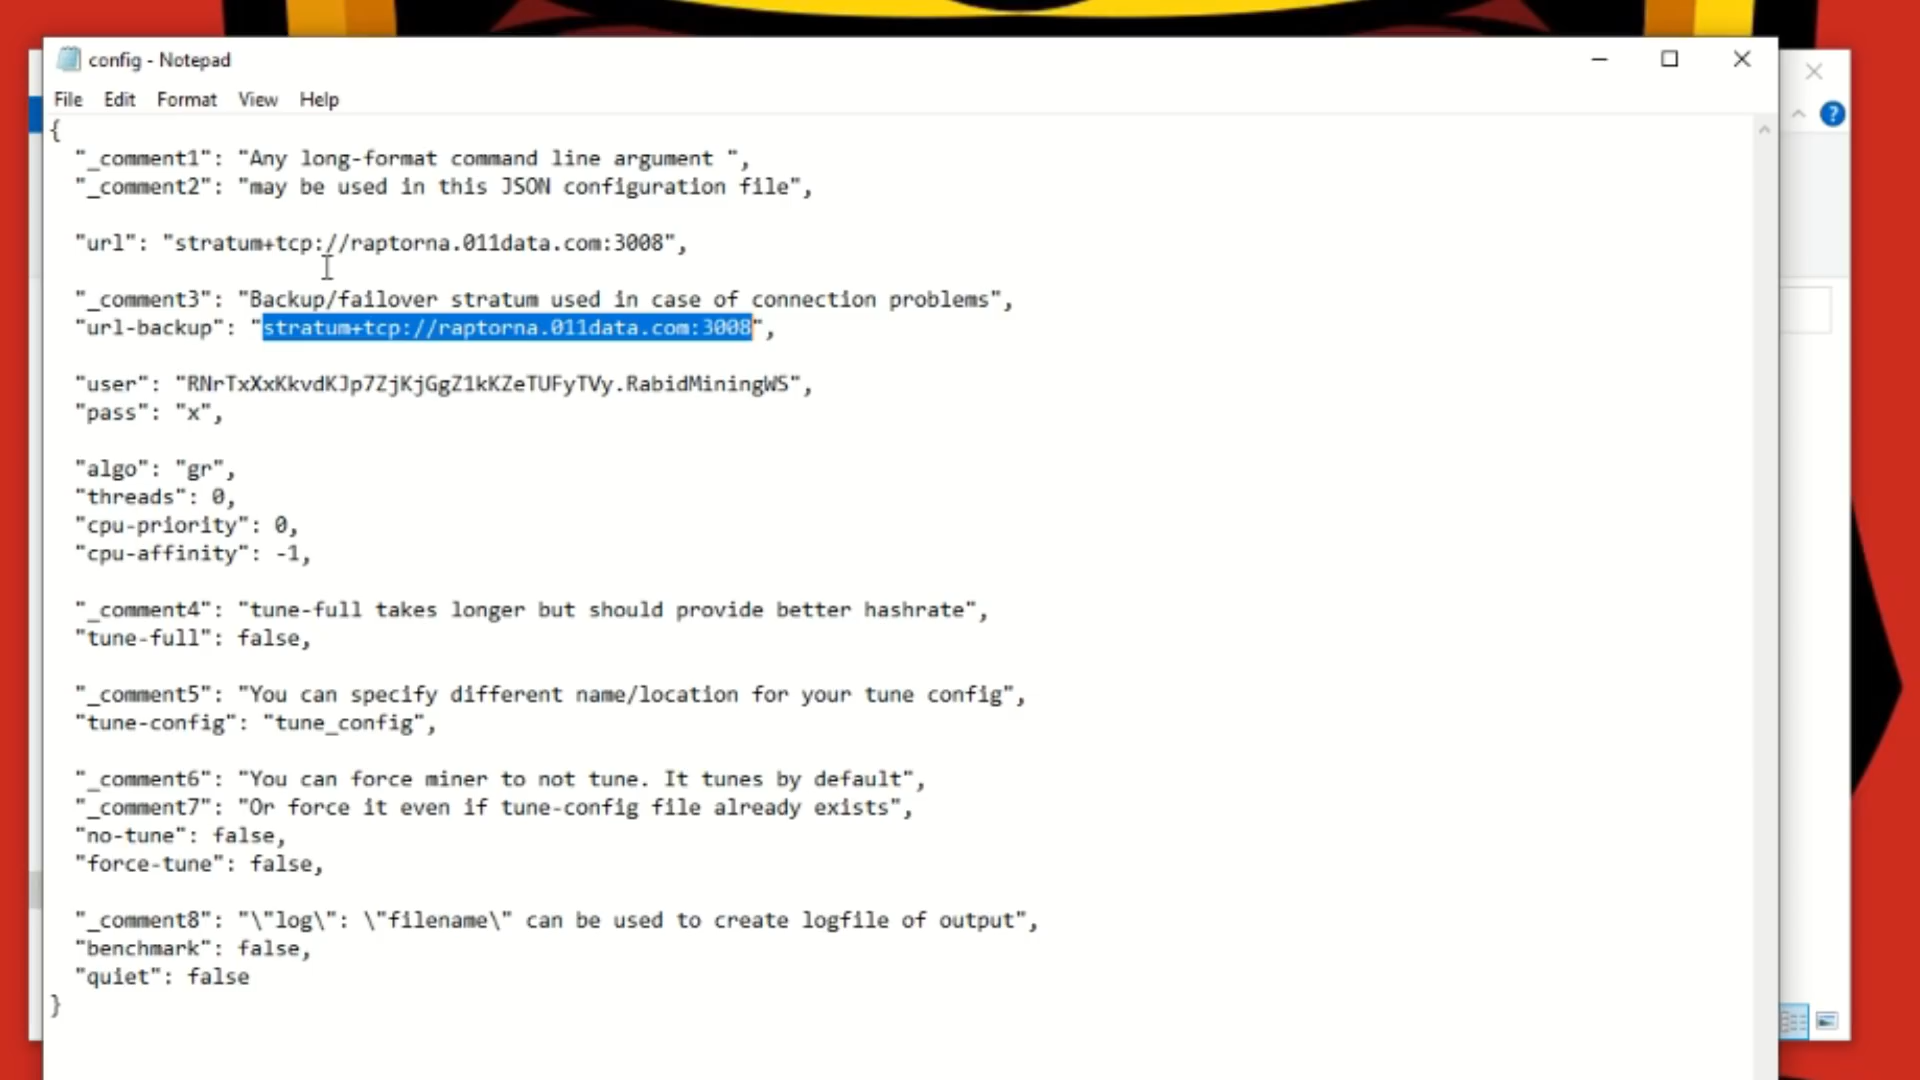 config - Notepad
File Edit Format View Help
{
"_comment1": "Any long-format command line argument ",
"_comment2": "may be used in this JSON configuration file",
"url": "stratum+tcp://raptorna.011data.com:3008",
"_comment3": "Backup/failover stratum used in case of connection problems",
"url-backup": "stratum+tcp://raptorna.011data.com:3008",
"user": "RNrTxXxKkvdKJp7ZjKjGgZ1kKZeTUFyTVy.RabidMiningWS",
"pass": "x",
"algo": "gr",
"threads": 0,
"cpu-priority": 0,
"cpu-affinity": -1,
"_comment4": "tune-full takes longer but should provide better hashrate",
"tune-full": false,
"_comment5": "You can specify different name/location for your tune config",
"tune-config": "tune_config",
"_comment6": "You can force miner to not tune. It tunes by default",
"_comment7": "Or force it even if tune-config file already exists",
"no-tune": false,
"force-tune": false,
"_comment8": "\"log\": \"filename\" can be used to create logfile of output",
"benchmark": false,
"quiet": false
}